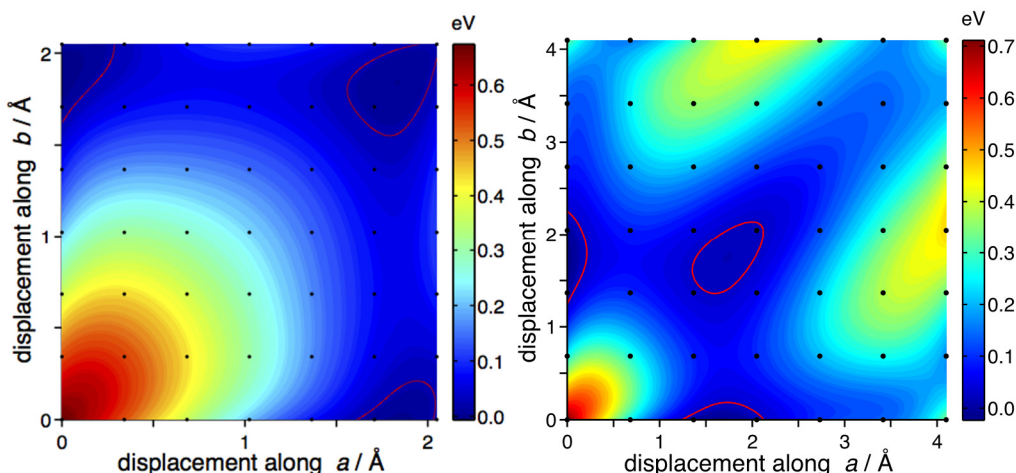 eV
0.6
0.5
0.4
0.3
0.2
0.1
0.0
2
1
0
0 1 2
displacement along b / Å
displacement along a / Å
eV
0.7
0.6
0.5
0.4
0.3
0.2
0.1
0.0
4
3
2
1
0
0 1 2 3 4
displacement along b / Å
displacement along a / Å